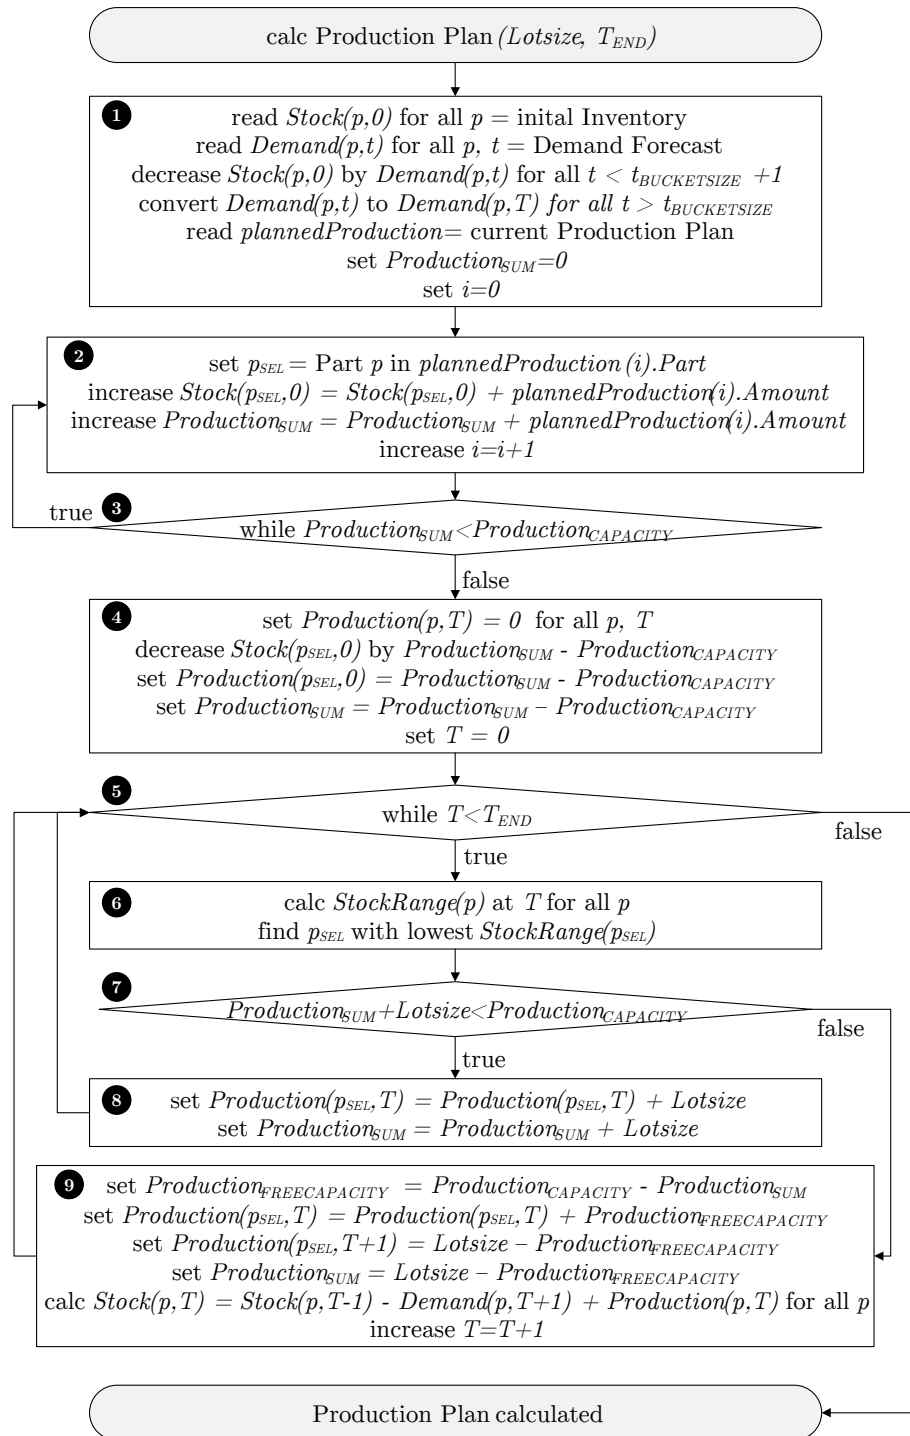 calc Production Plan (Lotsize, T_END)
1
read Stock(p,0) for all p = inital Inventory
read Demand(p,t) for all p, t = Demand Forecast
decrease Stock(p,0) by Demand(p,t) for all t < t_BUCKETSIZE +1
convert Demand(p,t) to Demand(p,T) for all t > t_BUCKETSIZE
read plannedProduction= current Production Plan
set Production_SUM=0
set i=0
2
set p_SEL = Part p in plannedProduction(i).Part
increase Stock(p_SEL,0) = Stock(p_SEL,0) + plannedProduction(i).Amount
increase Production_SUM = Production_SUM + plannedProduction(i).Amount
increase i=i+1
true
3
while Production_SUM<Production_CAPACITY
false
4
set Production(p,T) = 0 for all p, T
decrease Stock(p_SEL,0) by Production_SUM - Production_CAPACITY
set Production(p_SEL,0) = Production_SUM - Production_CAPACITY
set Production_SUM = Production_SUM – Production_CAPACITY
set T = 0
5
while T<T_END
false
true
6
calc StockRange(p) at T for all p
find p_SEL with lowest StockRange(p_SEL)
7
Production_SUM+Lotsize<Production_CAPACITY
false
true
8
set Production(p_SEL,T) = Production(p_SEL,T) + Lotsize
set Production_SUM = Production_SUM + Lotsize
9
set Production_FREECAPACITY = Production_CAPACITY - Production_SUM
set Production(p_SEL,T) = Production(p_SEL,T) + Production_FREECAPACITY
set Production(p_SEL,T+1) = Lotsize – Production_FREECAPACITY
set Production_SUM = Lotsize – Production_FREECAPACITY
calc Stock(p,T) = Stock(p,T-1) - Demand(p,T+1) + Production(p,T) for all p
increase T=T+1
Production Plan calculated